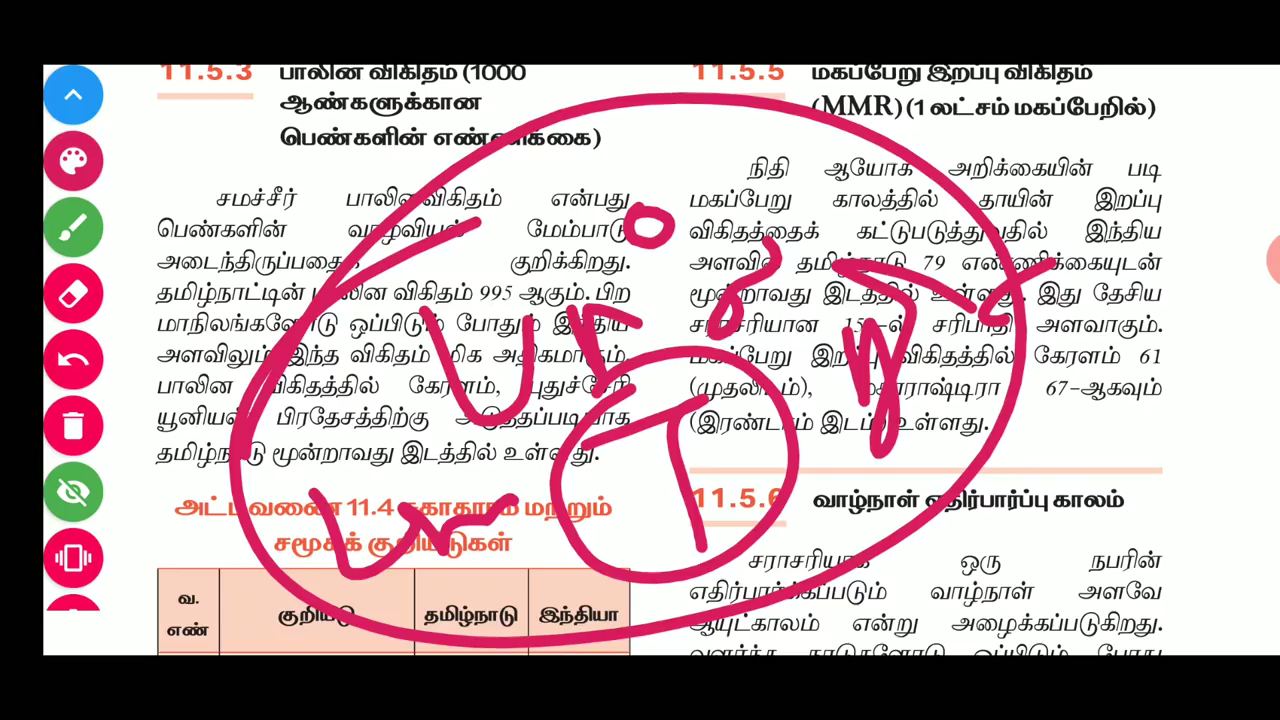 11.5.3 பாலின விகிதம் (1000
ஆண்களுக்கான
பெண்களின் எண்ணிக்கை)
சமச்சீர் பாலினவிகிதம் என்பது
பெண்களின் வாழ்வியல் மேம்பாடு
அடைந்திருப்பதைக் குறிக்கிறது.
தமிழ்நாட்டின் பாலின விகிதம் 995 ஆகும். பிற
மாநிலங்களோடு ஒப்பிடும் போதும் இந்திய
அளவிலும் இந்த விகிதம் மிக அதிகமாகும்.
பாலின விகிதத்தில் கேரளம், புதுச்சேரி
யூனியன் பிரதேசத்திற்கு அடுத்தப்படியாக
தமிழ்நாடு மூன்றாவது இடத்தில் உள்ளது.
அட்டவணை 11.4 சுகாதாரம் மற்றும்
சமூகக் குறியீடுகள்
வ. எண் குறியீடு தமிழ்நாடு இந்தியா
11.5.5 மகப்பேறு இறப்பு விகிதம்
(MMR) (1 லட்சம் மகப்பேறில்)
நிதி ஆயோக் அறிக்கையின் படி
மகப்பேறு காலத்தில் தாயின் இறப்பு
விகிதத்தைக் கட்டுபடுத்துவதில் இந்திய
அளவில் தமிழ்நாடு 79 எண்ணிக்கையுடன்
மூன்றாவது இடத்தில் உள்ளது. இது தேசிய
சராசரியான சரிபாதி அளவாகும்.
மகப்பேறு இறப்பு விகிதத்தில் கேரளம் 61
(முதலிடம்), மகாராஷ்டிரா 67-ஆகவும்
(இரண்டாம் இடம்) உள்ளது.
11.5.6 வாழ்நாள் எதிர்பார்ப்பு காலம்
சராசரியாக ஒரு நபரின்
எதிர்பார்க்கப்படும் வாழ்நாள் அளவே
ஆயுட்காலம் என்று அழைக்கப்படுகிறது.
வளர்ந்த நாடுகளோடு ஒப்பிடும் போது